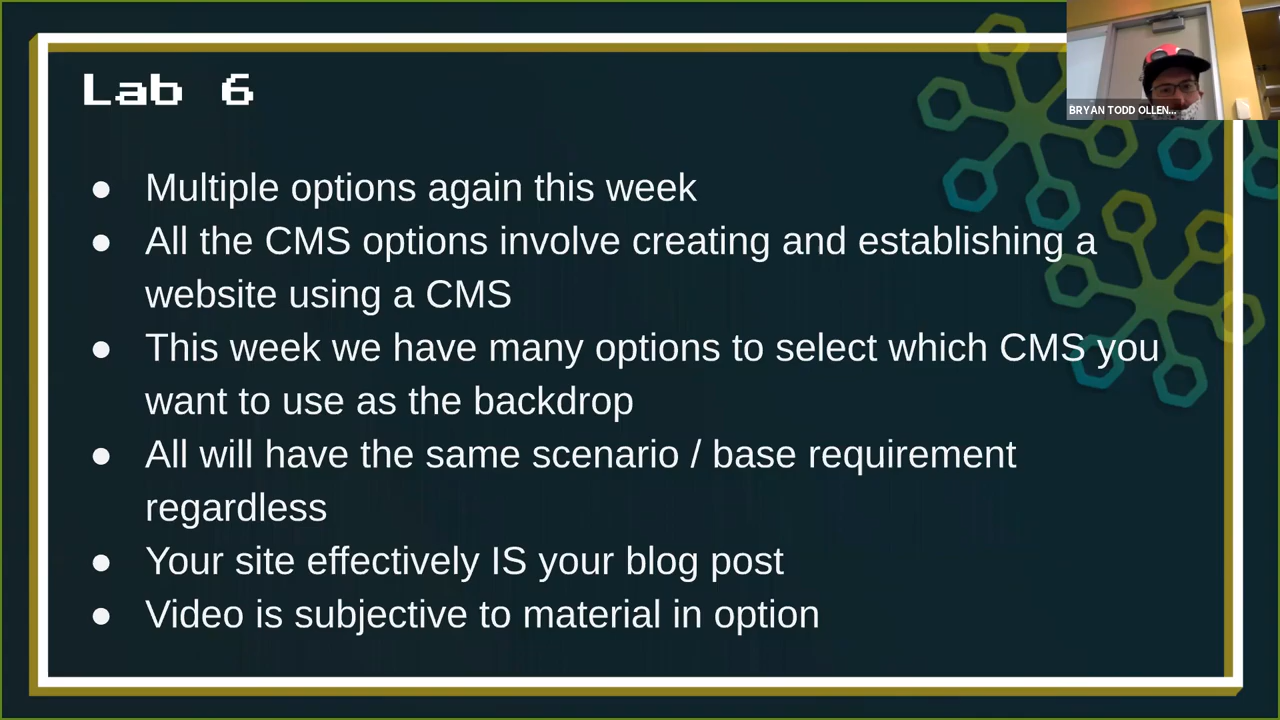 Lab 6
BRYAN TODD OLLEN...
● Multiple options again this week
● All the CMS options involve creating and establishing a
website using a CMS
● This week we have many options to select which CMS you
want to use as the backdrop
● All will have the same scenario / base requirement
regardless
● Your site effectively IS your blog post
● Video is subjective to material in option